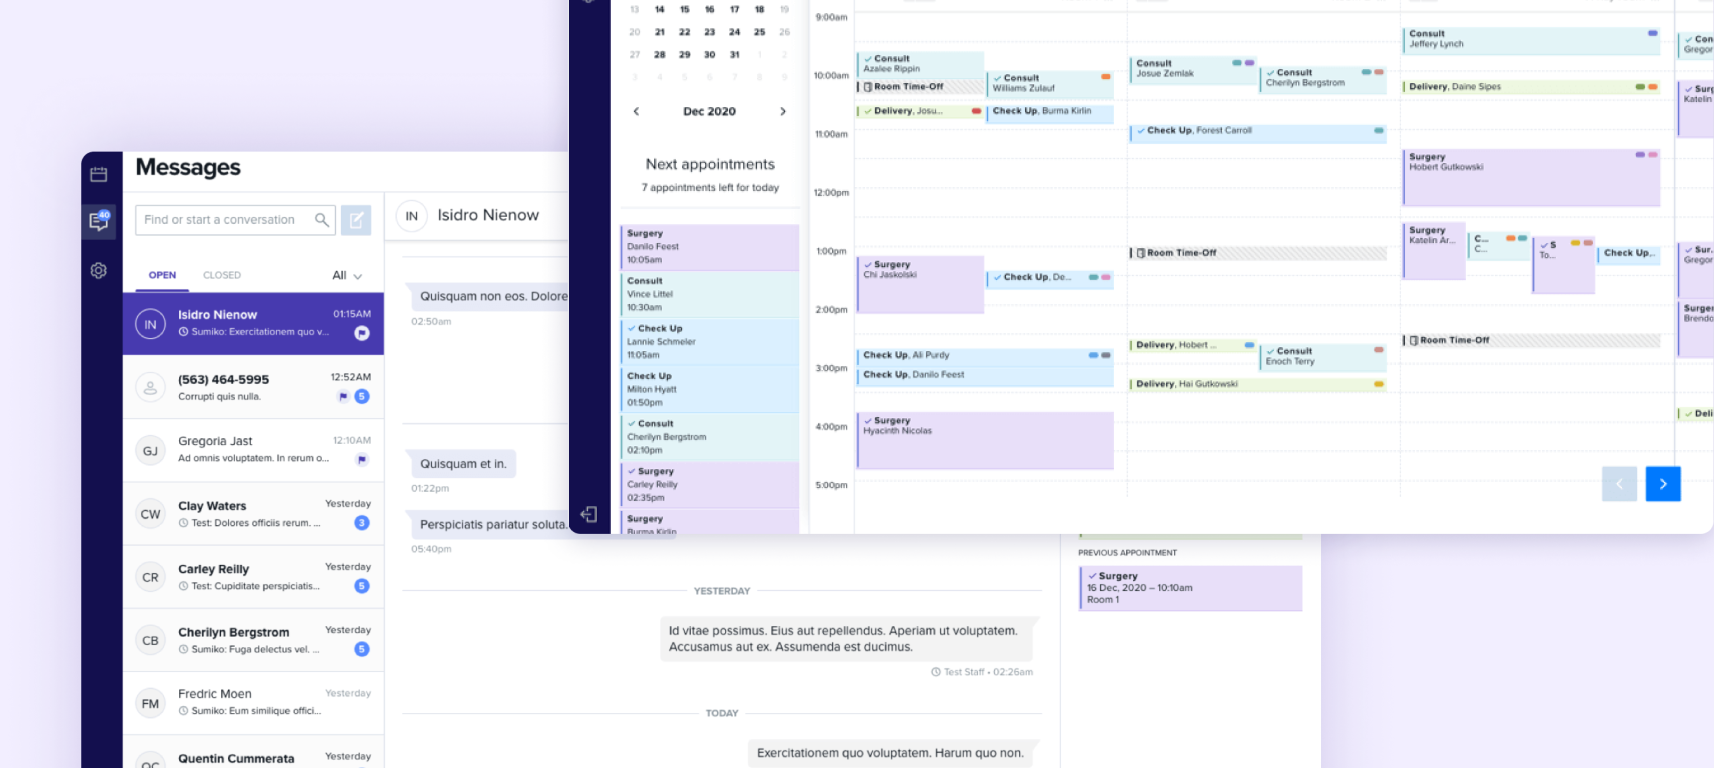 Messages
40
Find or start a conversation
OPEN
CLOSED
All
IN
Isidro Nienow
01:15AM
Sumiko: Exercitationem quo v...
(563) 464-5995
12:52AM
Corrupti quis nulla.
5
GJ
Gregoria Jast
12:10AM
Ad omnis voluptatem. In rerum o...
CW
Clay Waters
Yesterday
Test: Dolores officiis rerum. ...
3
CR
Carley Reilly
Yesterday
Test: Cupiditate perspiciatis...
5
CB
Cherilyn Bergstrom
Yesterday
Sumiko: Fuga delectus vel. ...
5
FM
Fredric Moen
Yesterday
Sumiko: Eum similique offici...
QC
Quentin Cummerata
Yesterday
IN
Isidro Nienow
Quisquam non eos. Dolore
02:50am
Quisquam et in.
01:22pm
Perspiciatis pariatur soluta.
05:40pm
YESTERDAY
Id vitae possimus. Eius aut repellendus. Aperiam ut voluptatem.
Accusamus aut ex. Assumenda est ducimus.
Test Staff • 02:26am
TODAY
Exercitationem quo voluptatem. Harum quo non.
PREVIOUS APPOINTMENT
Surgery
16 Dec, 2020 – 10:10am
Room 1
13 14 15 16 17 18 19
20 21 22 23 24 25 26
27 28 29 30 31 1 2
3 4 5 6 7 8 9
Dec 2020
Next appointments
7 appointments left for today
Surgery
Danilo Feest
10:05am
Consult
Vince Littel
10:30am
Check Up
Lannie Schmeler
11:05am
Check Up
Milton Hyatt
01:50pm
Consult
Cherilyn Bergstrom
02:10pm
Surgery
Carley Reilly
02:35pm
Surgery
Burma Kirlin
9:00am
10:00am
11:00am
12:00pm
1:00pm
2:00pm
3:00pm
4:00pm
5:00pm
Consult
Azalee Rippin
Room Time-Off
Consult
Williams Zulauf
Delivery, Josu...
Check Up, Burma Kirlin
Surgery
Chi Jaskolski
Check Up, De...
Check Up, Ali Purdy
Check Up, Danilo Feest
Surgery
Hyacinth Nicolas
Consult
Josue Zemlak
Consult
Cherilyn Bergstrom
Check Up, Forest Carroll
Room Time-Off
Delivery, Hobert ...
Consult
Enoch Terry
Delivery, Hai Gutkowski
Consult
Jeffery Lynch
Delivery, Daine Sipes
Surgery
Hobert Gutkowski
Surgery
Katelin Ar...
C...
C...
S
To...
Check Up...
Room Time-Off
Con
Gregor
Surg
Katelin
Sur.
Gregor
Surger
Brendo
Deli